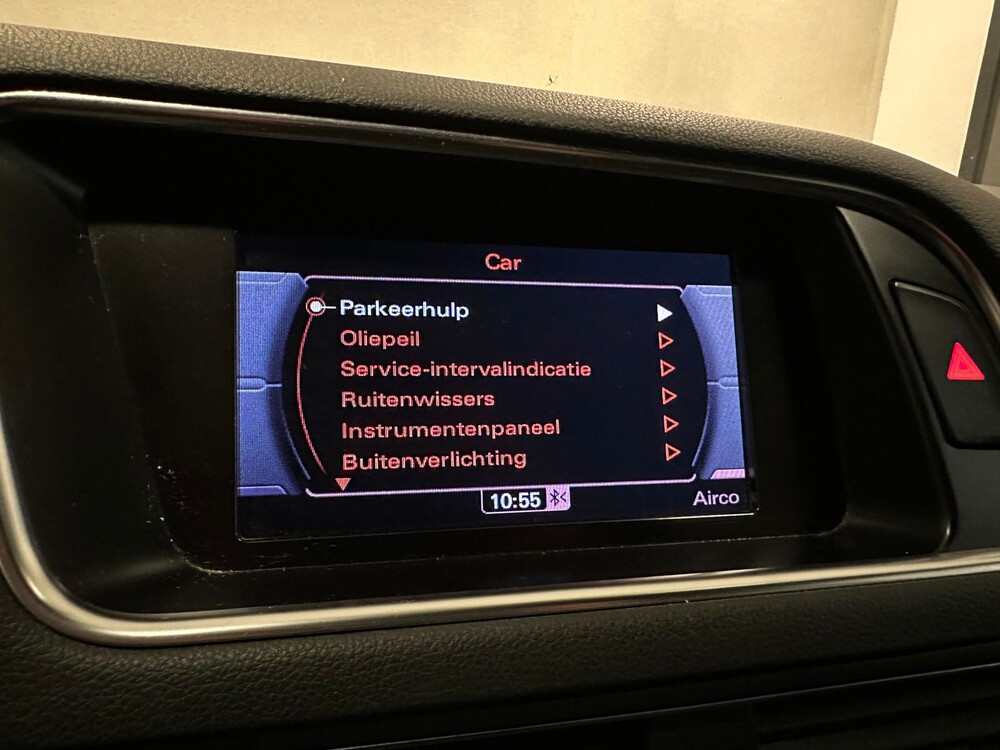 Car
Parkeerhulp
Oliepeil
Service-intervalindicatie
Ruitenwissers
Instrumentenpaneel
Buitenverlichting
10:55
Airco